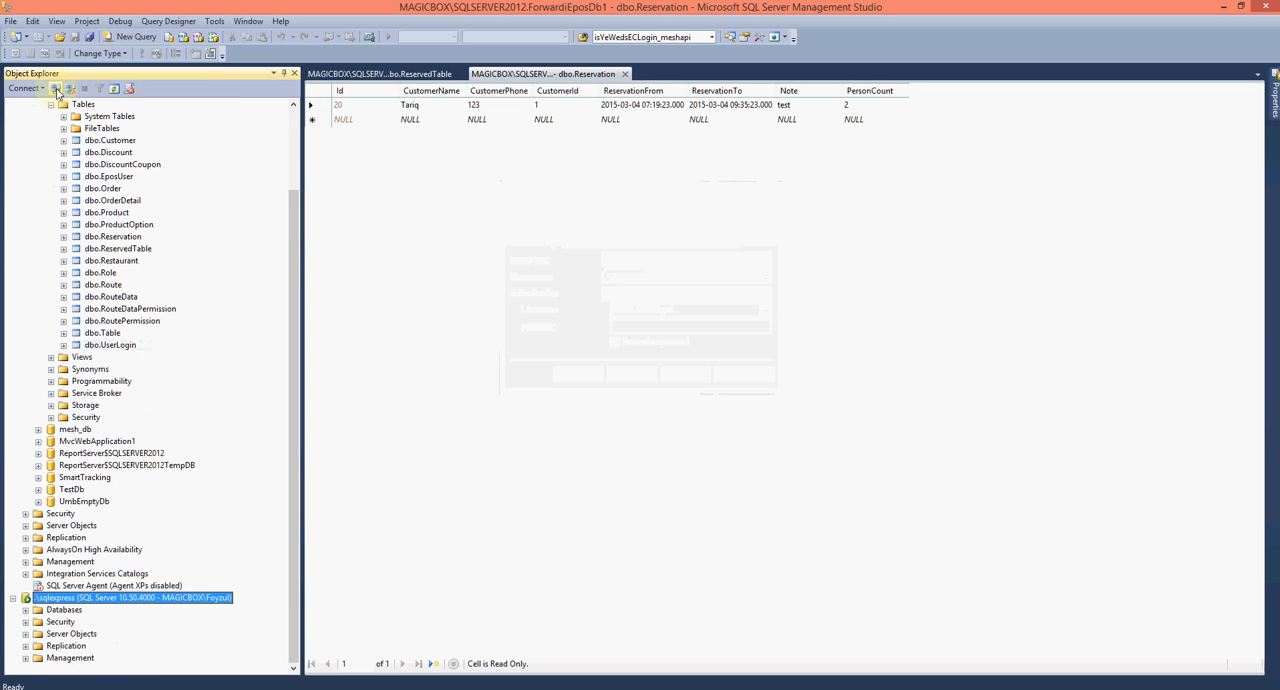 MAGICBOX\SQLSERVER2012.ForwardiEposDb1 - dbo.Reservation - Microsoft SQL Server Management Studio
File Edit View Project Debug Query Designer Tools Window Help
New Query isYeWedsECLogin_meshapi
Change Type
Object Explorer
MAGICBOX\SQLSERV...bo.ReservedTable MAGICBOX\SQLSERV...- dbo.Reservation
Connect
Id CustomerName CustomerPhone CustomerId ReservationFrom ReservationTo Note PersonCount
20 Tariq 123 1 2015-03-04 07:19:23.000 2015-03-04 09:35:23.000 test 2
NULL NULL NULL NULL NULL NULL NULL NULL
Tables
System Tables
FileTables
dbo.Customer
dbo.Discount
dbo.DiscountCoupon
dbo.EposUser
dbo.Order
dbo.OrderDetail
dbo.Product
dbo.ProductOption
dbo.Reservation
dbo.ReservedTable
dbo.Restaurant
dbo.Role
dbo.Route
dbo.RouteData
dbo.RouteDataPermission
dbo.RoutePermission
dbo.Table
dbo.UserLogin
Views
Synonyms
Programmability
Service Broker
Storage
Security
mesh_db
MvcWebApplication1
ReportServer$SQLSERVER2012
ReportServer$SQLSERVER2012TempDB
SmartTracking
TestDb
UmbEmptyDb
Security
Server Objects
Replication
AlwaysOn High Availability
Management
Integration Services Catalogs
SQL Server Agent (Agent XPs disabled)
.\sqlexpress (SQL Server 10.50.4000 - MAGICBOX\Foyzul)
Databases
Security
Server Objects
Replication
Management
1 of 1 Cell is Read Only.
Ready
Properties